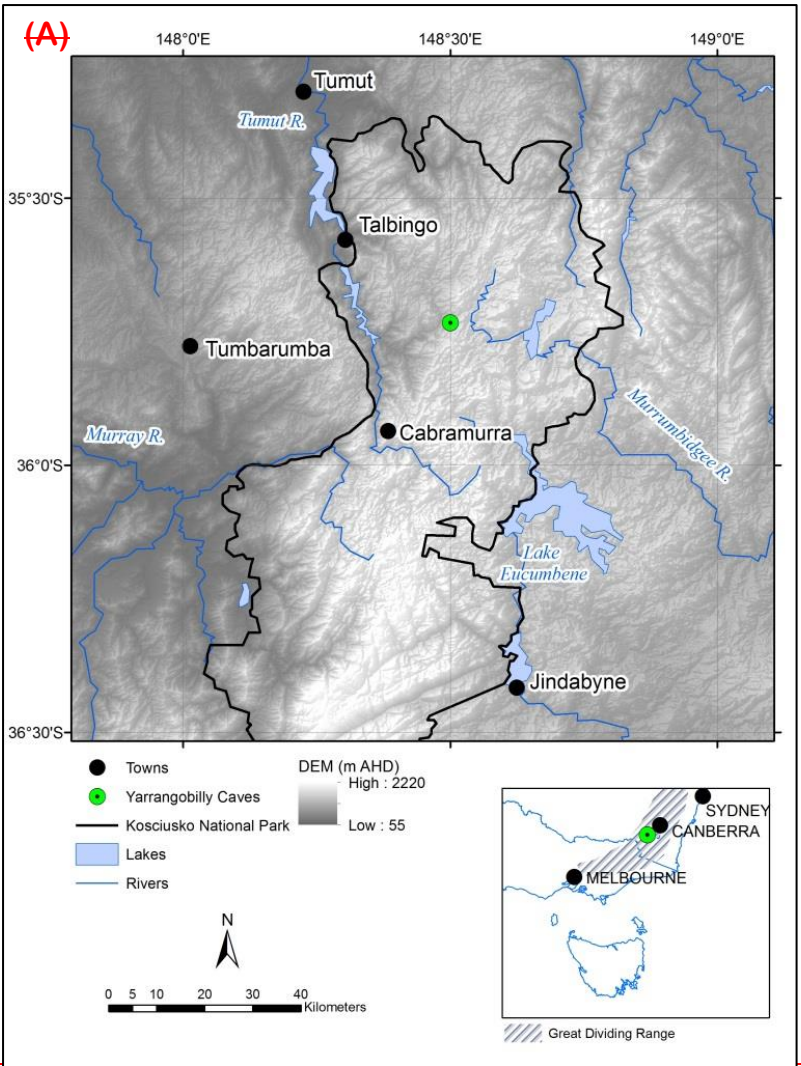 (A)
148°0'E 148°30'E 149°0'E
Tumut
Tumut R.
35°30'S
Talbingo
Tumbarumba
Murray R.
Cabramurra
Murrumbidgee R.
36°0'S
Lake
Eucumbene
Jindabyne
36°30'S
Towns
Yarrangobilly Caves
Kosciusko National Park
Lakes
Rivers
DEM (m AHD)
High : 2220
Low : 55
N
0 5 10 20 30 40
Kilometers
SYDNEY
CANBERRA
MELBOURNE
Great Dividing Range